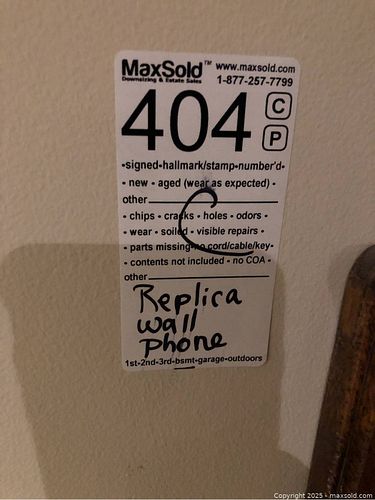 MaxSold™ www.maxsold.com
Downsizing & Estate Sales 1-877-257-7799
404 C
P
•signed-hallmark/stamp-number'd•
• new • aged (wear as expected) •
other
• chips • cracks • holes • odors •
• wear • soiled • visible repairs •
• parts missing-no cord/cable/key•
• contents not included • no COA •
other
Replica
wall
phone
1st-2nd-3rd-bsmt-garage-outdoors
Copyright 2025 - maxsold.com